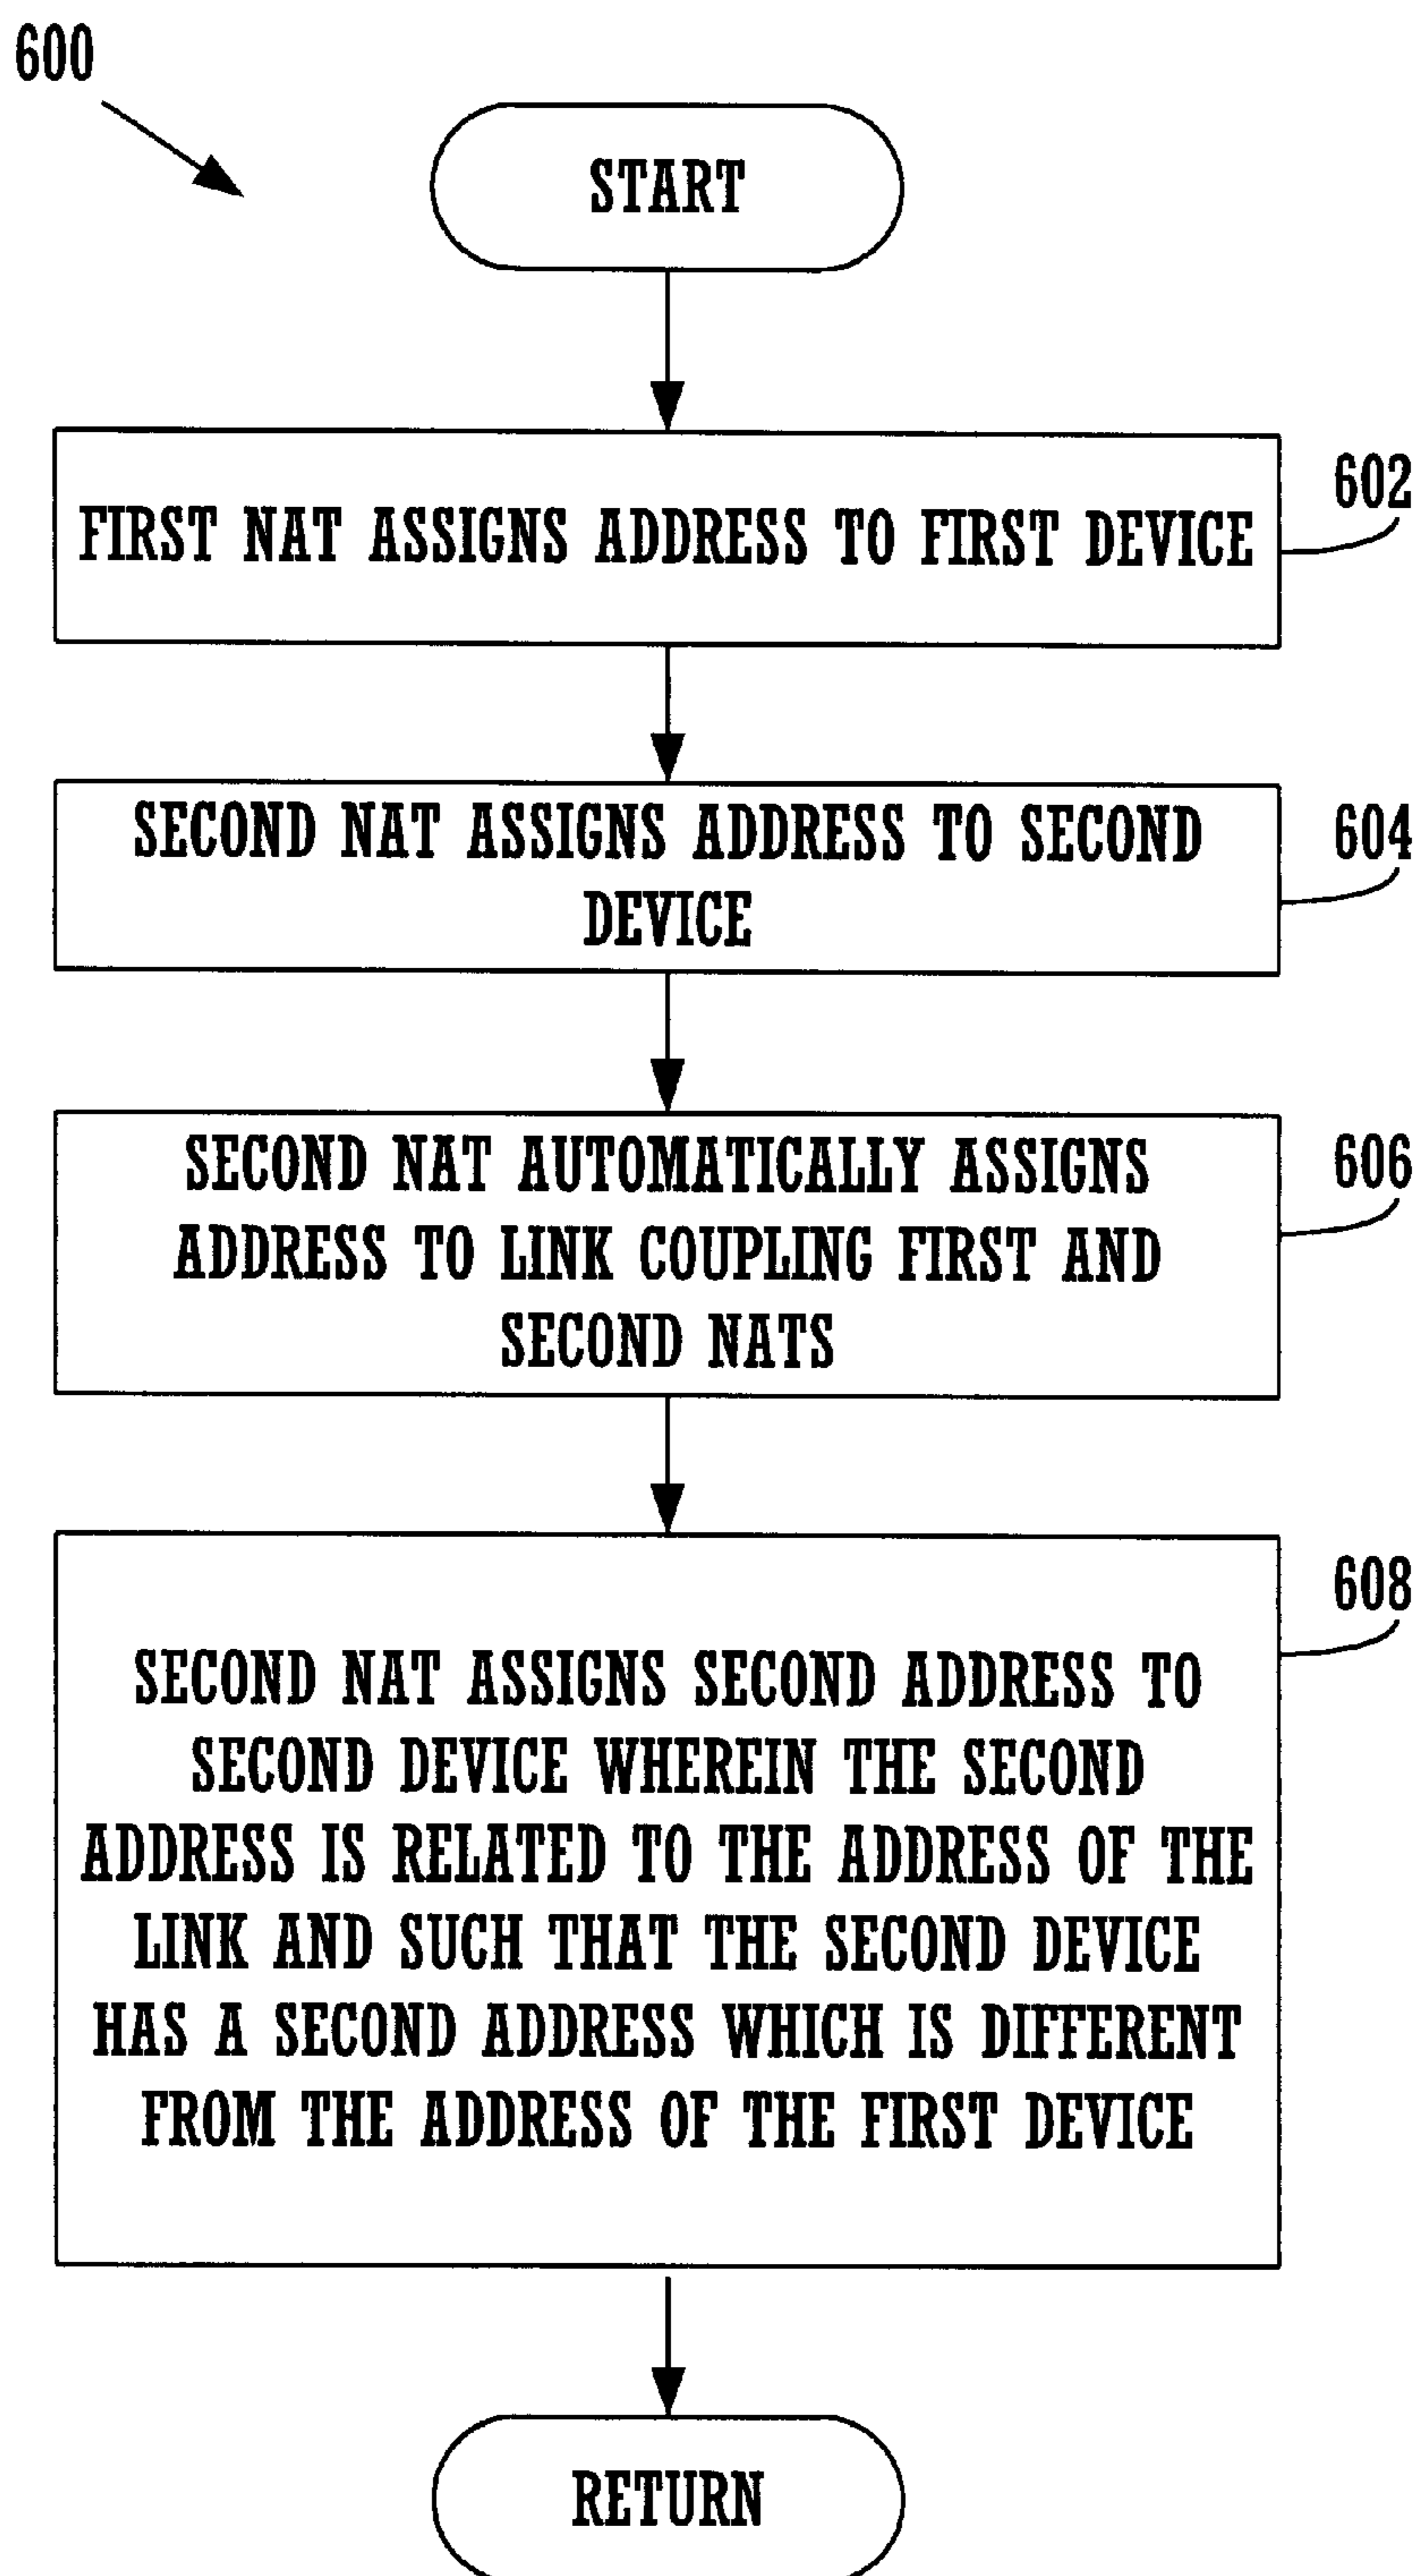 600
START
FIRST NAT ASSIGNS ADDRESS TO FIRST DEVICE
602
SECOND NAT ASSIGNS ADDRESS TO SECOND
DEVICE
604
SECOND NAT AUTOMATICALLY ASSIGNS
ADDRESS TO LINK COUPLING FIRST AND
SECOND NATS
606
SECOND NAT ASSIGNS SECOND ADDRESS TO
SECOND DEVICE WHEREIN THE SECOND
ADDRESS IS RELATED TO THE ADDRESS OF THE
LINK AND SUCH THAT THE SECOND DEVICE
HAS A SECOND ADDRESS WHICH IS DIFFERENT
FROM THE ADDRESS OF THE FIRST DEVICE
608
RETURN